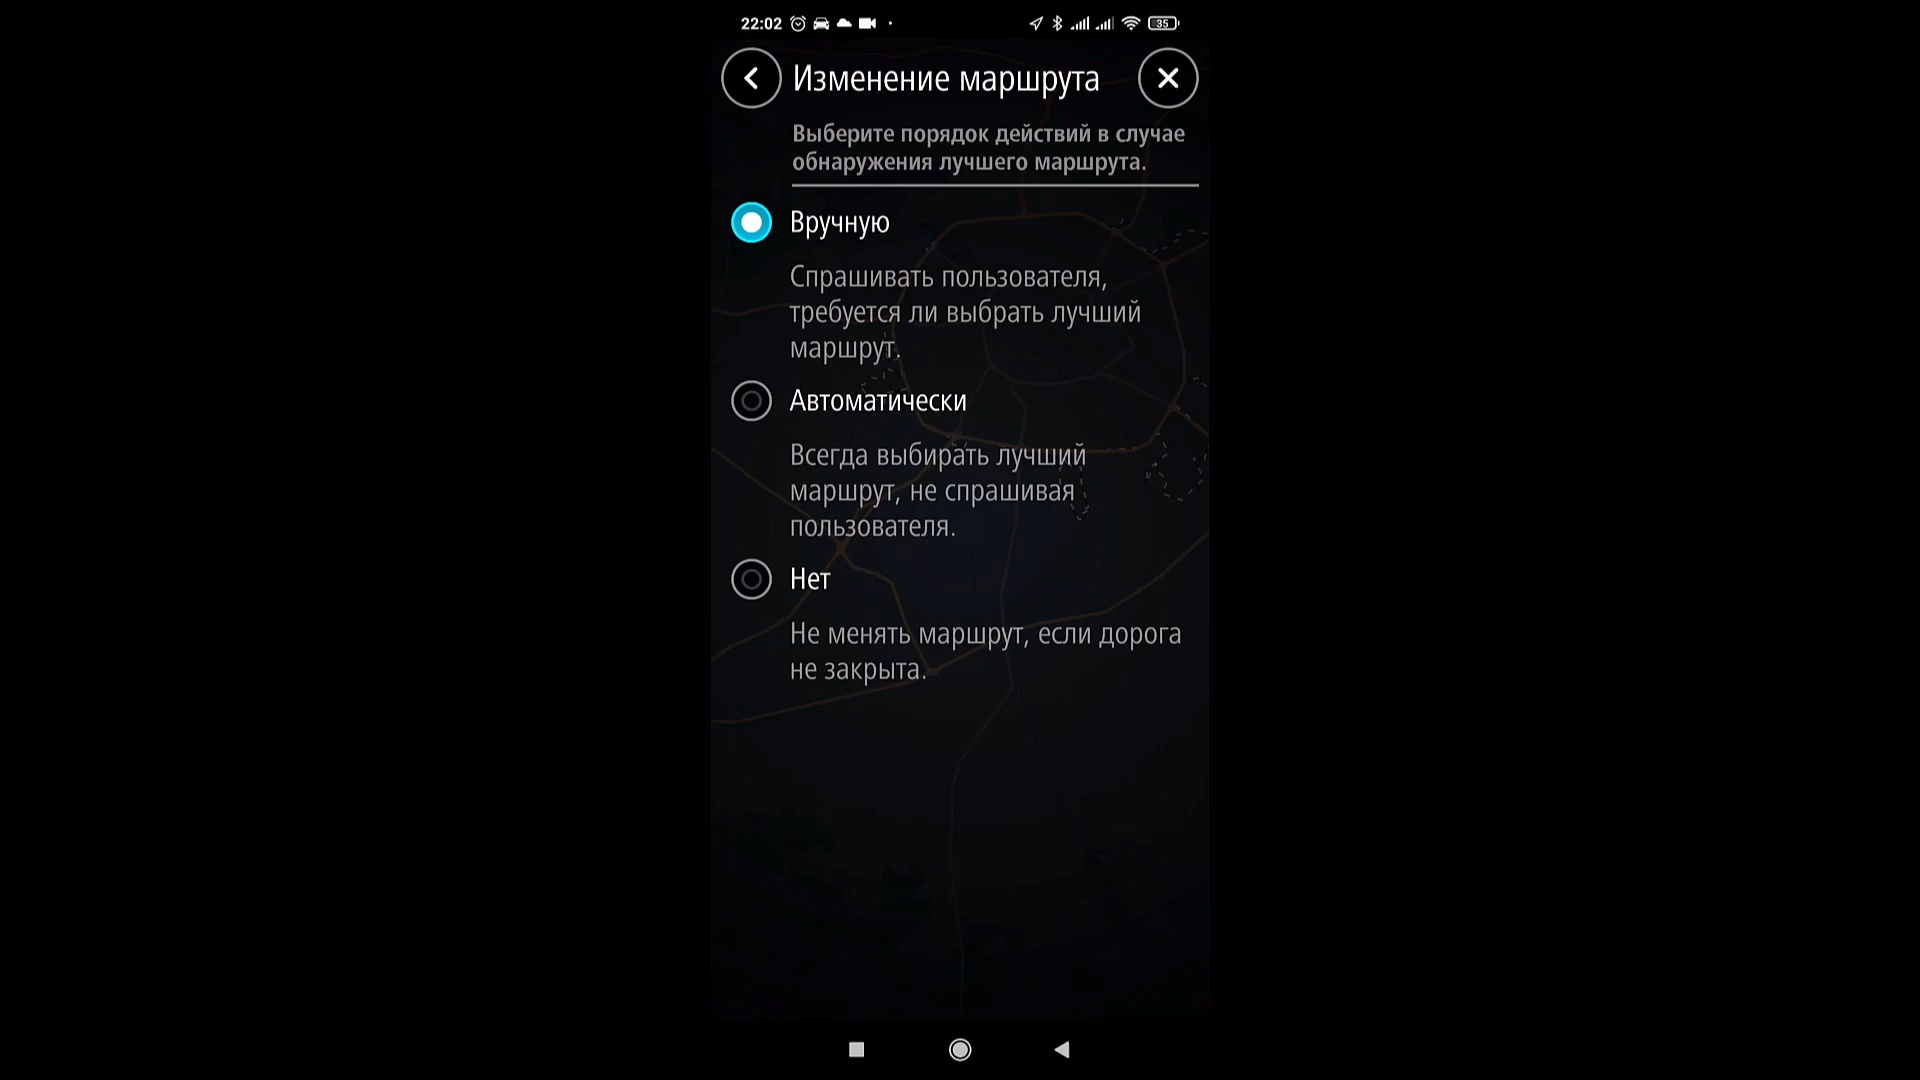 22:02
35
Изменение маршрута
Выберите порядок действий в случае
обнаружения лучшего маршрута.
Вручную
Спрашивать пользователя,
требуется ли выбрать лучший
маршрут.
Автоматически
Всегда выбирать лучший
маршрут, не спрашивая
пользователя.
Нет
Не менять маршрут, если дорога
не закрыта.